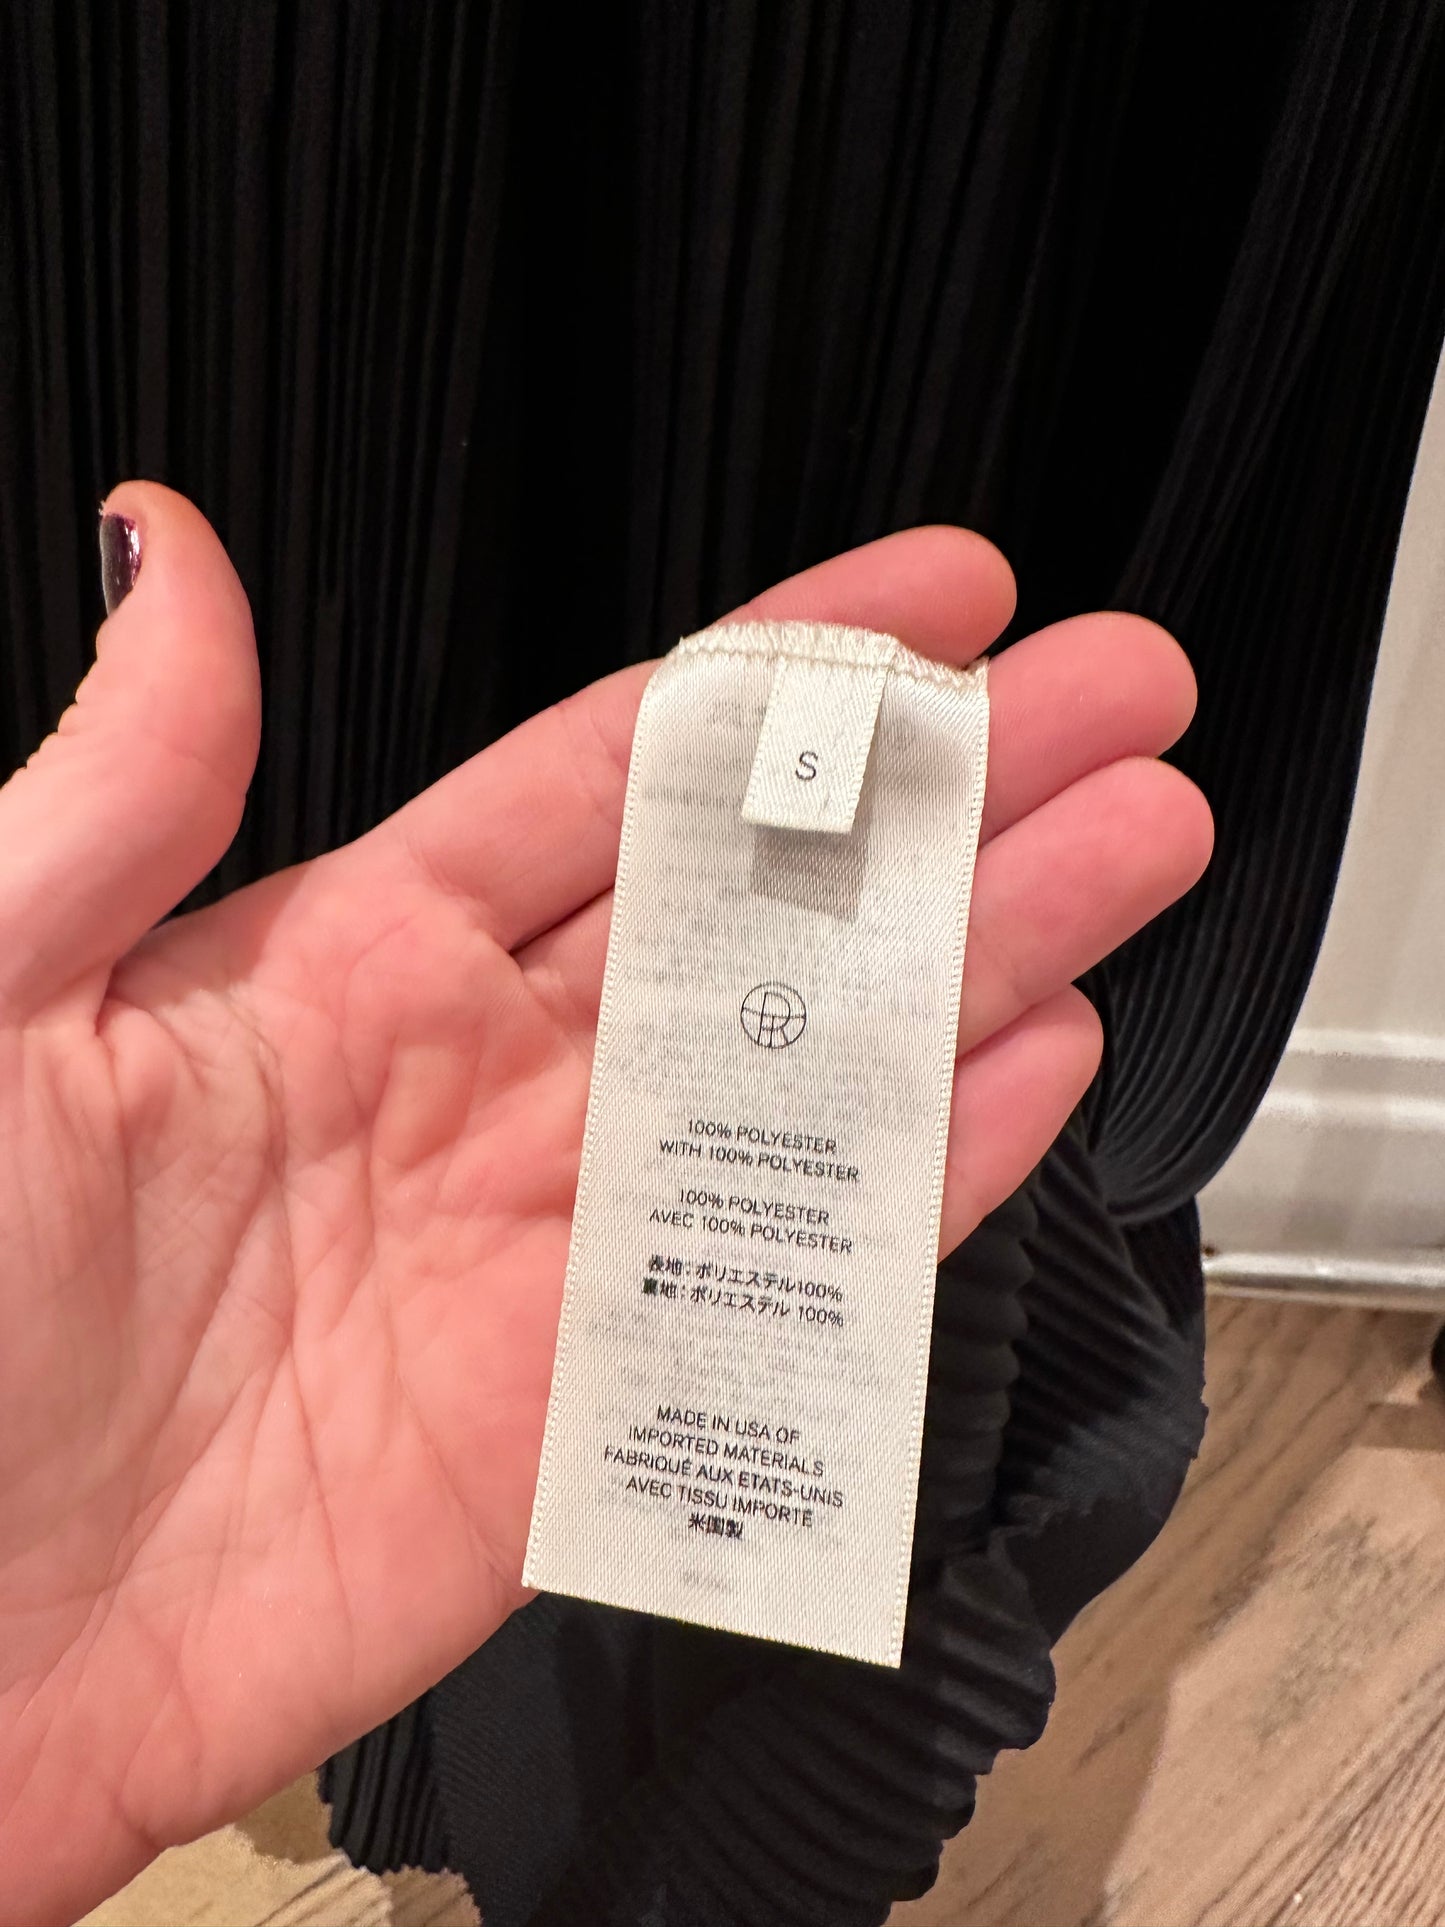 S
100% POLYESTER
WITH 100% POLYESTER
100% POLYESTER
AVEC 100% POLYESTER
表地:ポリエステル100%
裏地:ポリエステル 100%
MADE IN USA OF
IMPORTED MATERIALS
FABRIQUÉ AUX ETATS-UNIS
AVEC TISSU IMPORTÉ
米国製